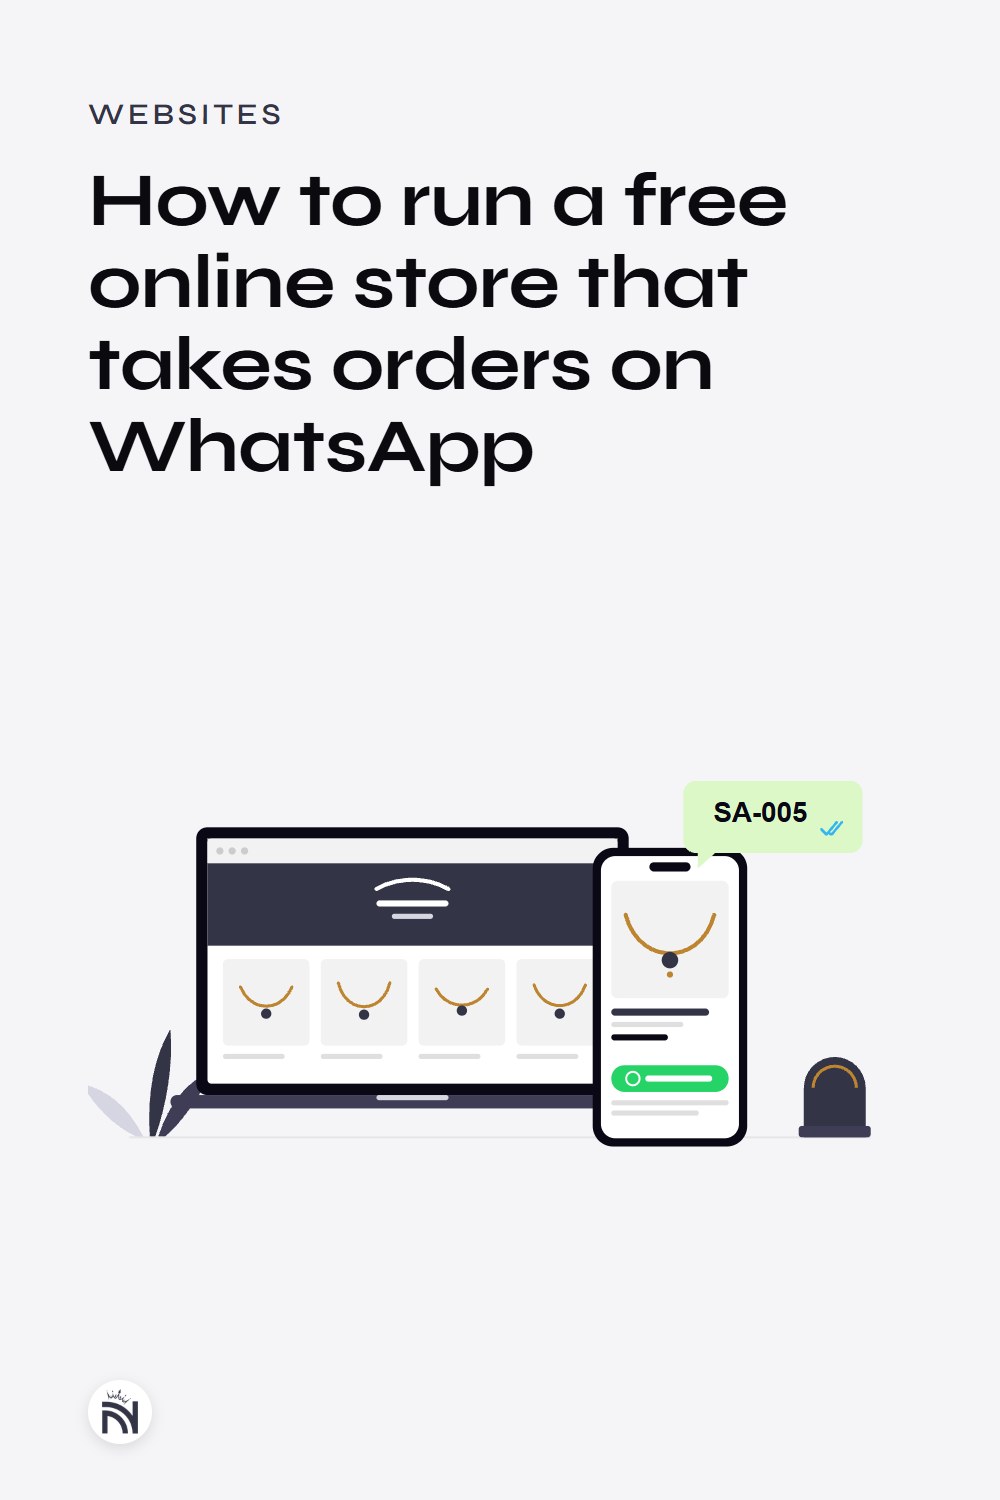 WEBSITES
How to run a free
online store that
takes orders on
WhatsApp
SA-005